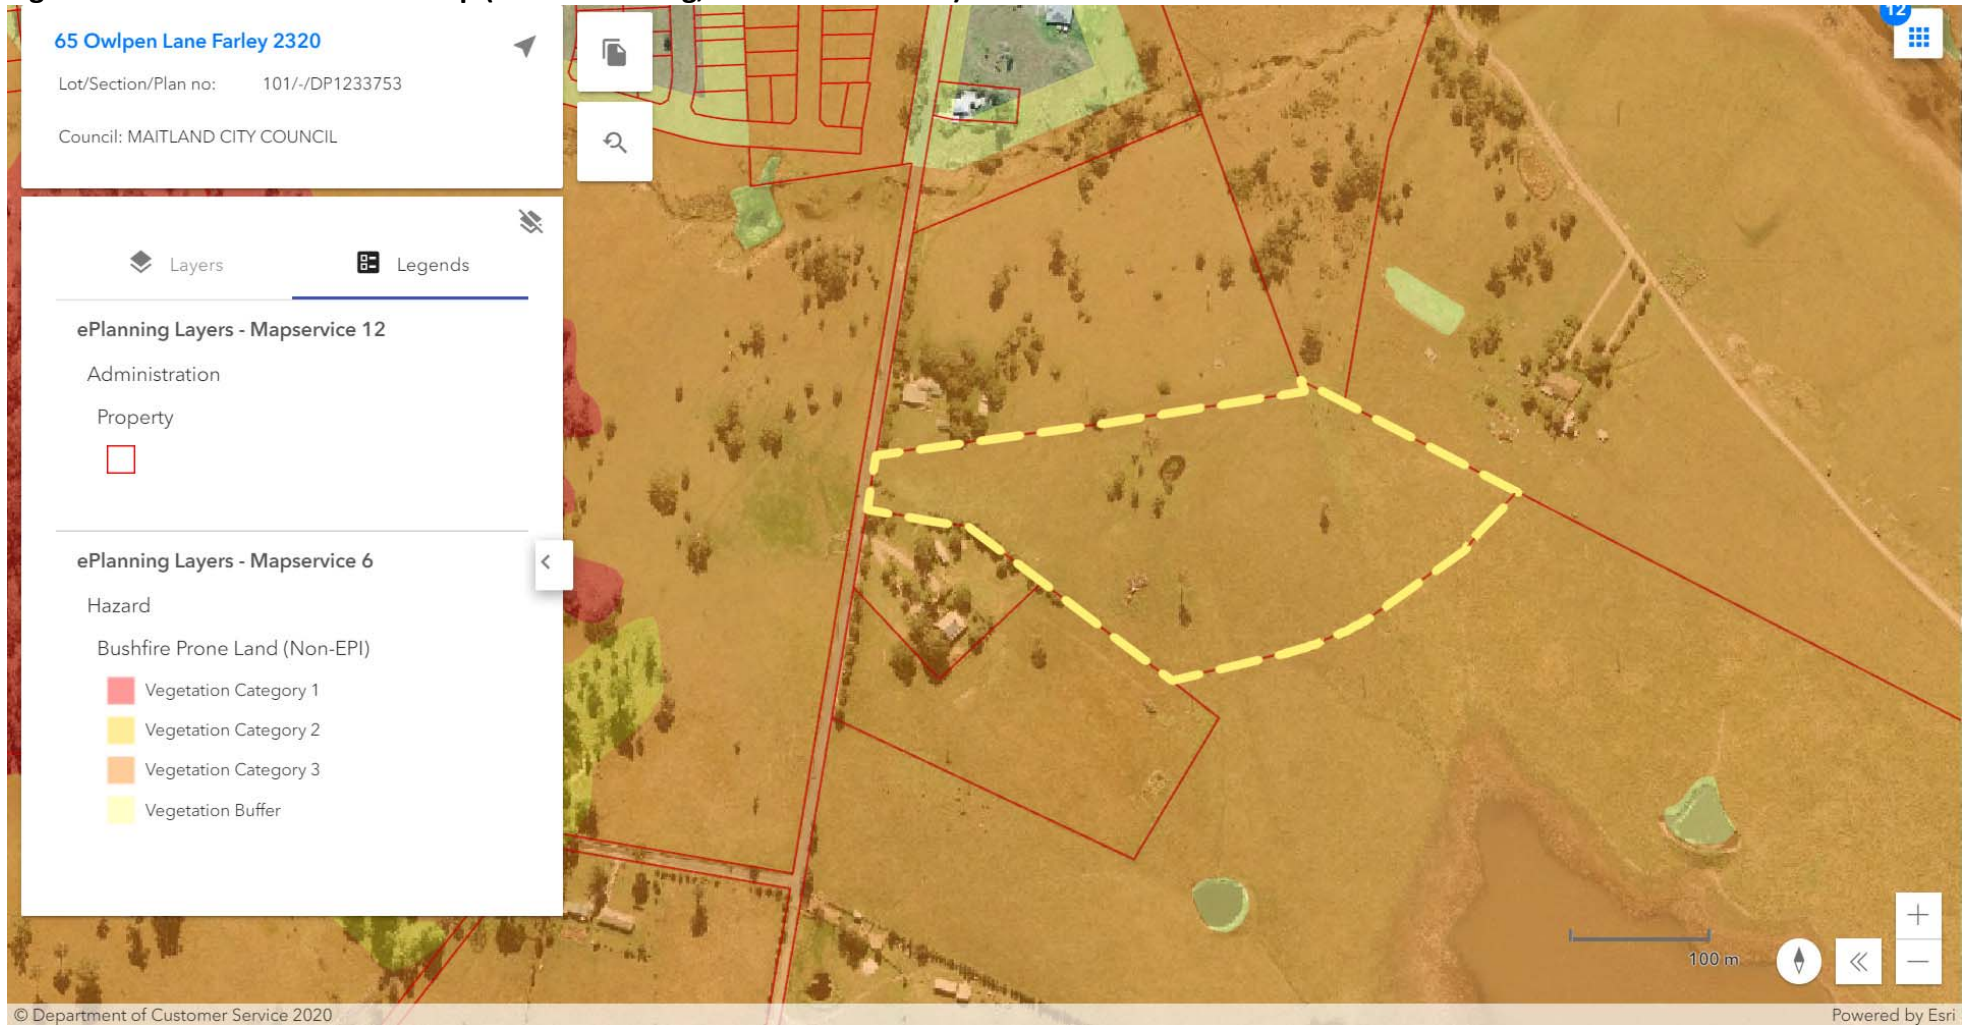 65 Owlpen Lane Farley 2320
Lot/Section/Plan no: 101/-/DP1233753
Council: MAITLAND CITY COUNCIL
12
Layers Legends
ePlanning Layers - Mapservice 12
Administration
Property
ePlanning Layers - Mapservice 6
Hazard
Bushfire Prone Land (Non-EPI)
Vegetation Category 1
Vegetation Category 2
Vegetation Category 3
Vegetation Buffer
100 m
© Department of Customer Service 2020
Powered by Esri